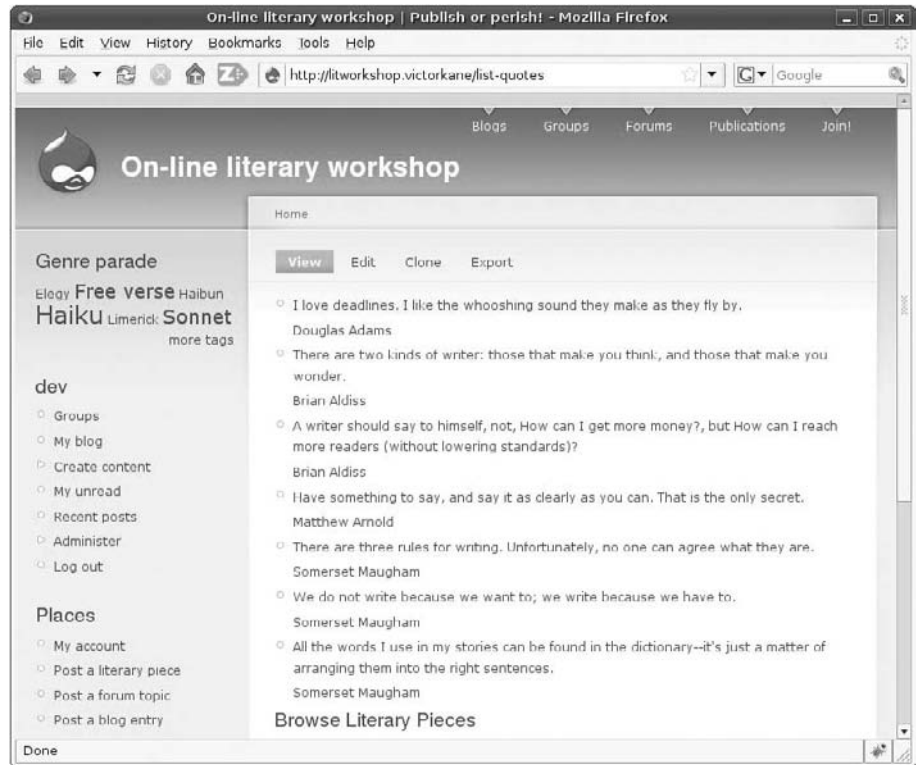 On-line literary workshop | Publish or perish! - Mozilla Firefox
File Edit View History Bookmarks Tools Help
http://litworkshop.victorkane/list-quotes
G Google
Blogs Groups Forums Publications Join!
On-line literary workshop
Home
Genre parade
Elegy Free verse Haibun
Haiku Limerick Sonnet
more tags
dev
Groups
My blog
Create content
My unread
Recent posts
Administer
Log out
Places
My account
Post a literary piece
Post a forum topic
Post a blog entry
View Edit Clone Export
I love deadlines. I like the whooshing sound they make as they fly by.
Douglas Adams
There are two kinds of writer: those that make you think, and those that make you
wonder.
Brian Aldiss
A writer should say to himself, not, How can I get more money?, but How can I reach
more readers (without lowering standards)?
Brian Aldiss
Have something to say, and say it as clearly as you can. That is the only secret.
Matthew Arnold
There are three rules for writing. Unfortunately, no one can agree what they are.
Somerset Maugham
We do not write because we want to; we write because we have to.
Somerset Maugham
All the words I use in my stories can be found in the dictionary--it's just a matter of
arranging them into the right sentences.
Somerset Maugham
Browse Literary Pieces
Done